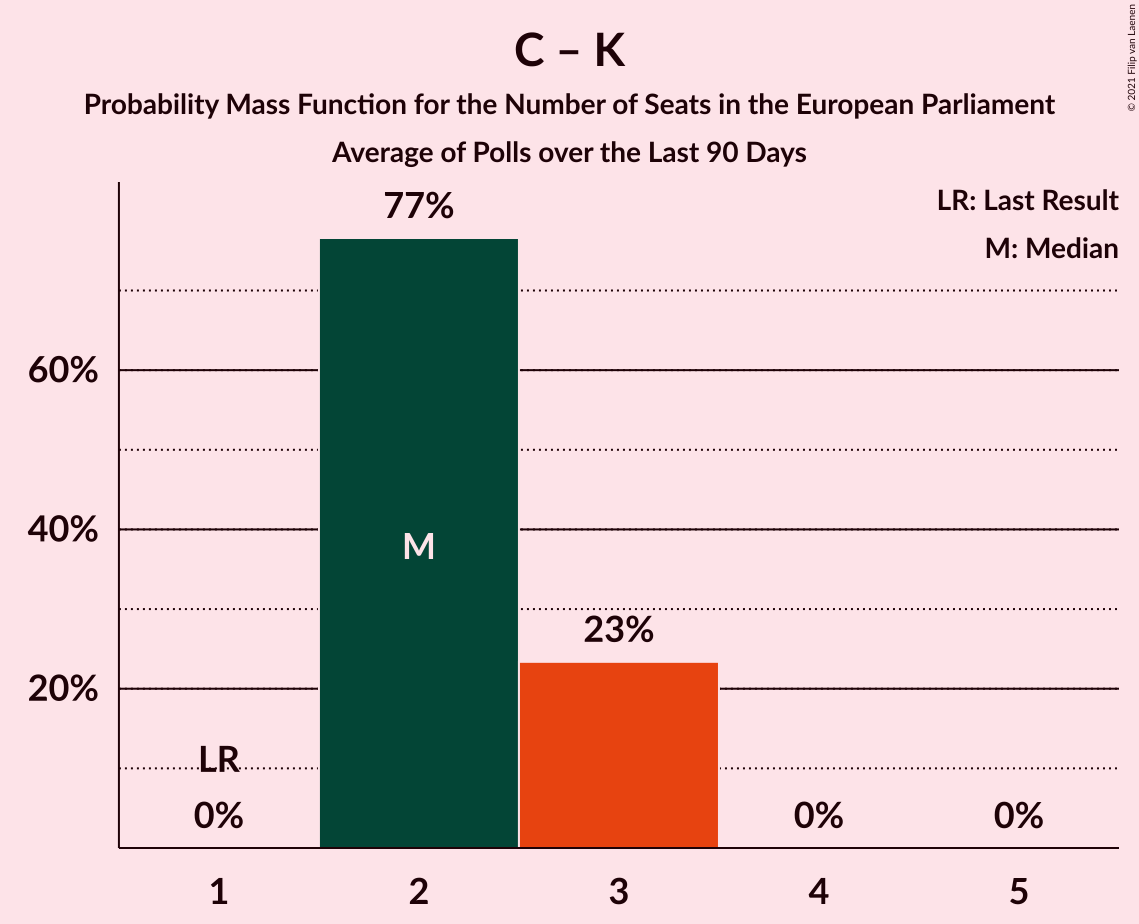 C – K
Probability Mass Function for the Number of Seats in the European Parliament
Average of Polls over the Last 90 Days
© 2021 Filip van Laenen
LR: Last Result
M: Median
77%
60%
40%
M
23%
20%
LR
0%
0%
0%
1
2
3
4
5